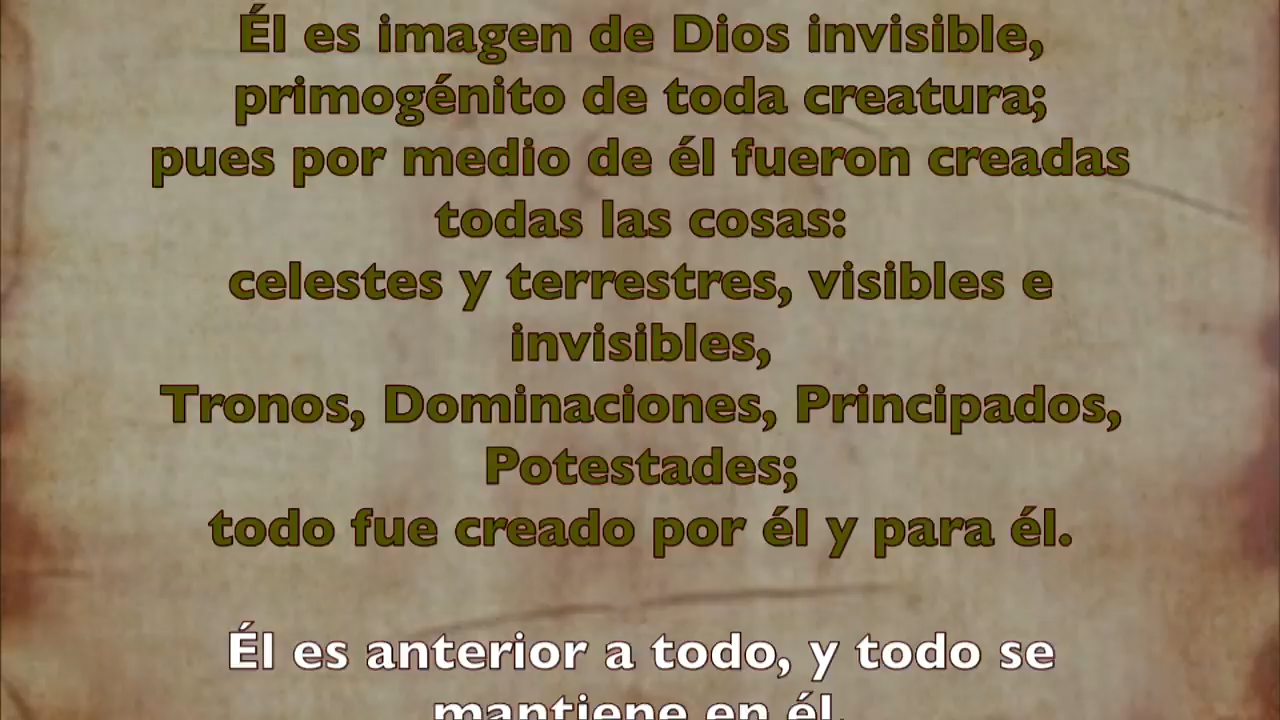 Él es imagen de Dios invisible,
primogénito de toda creatura;
pues por medio de él fueron creadas
todas las cosas:
celestes y terrestres, visibles e
invisibles,
Tronos, Dominaciones, Principados,
Potestades;
todo fue creado por él y para él.
Él es anterior a todo, y todo se
mantiene en él.